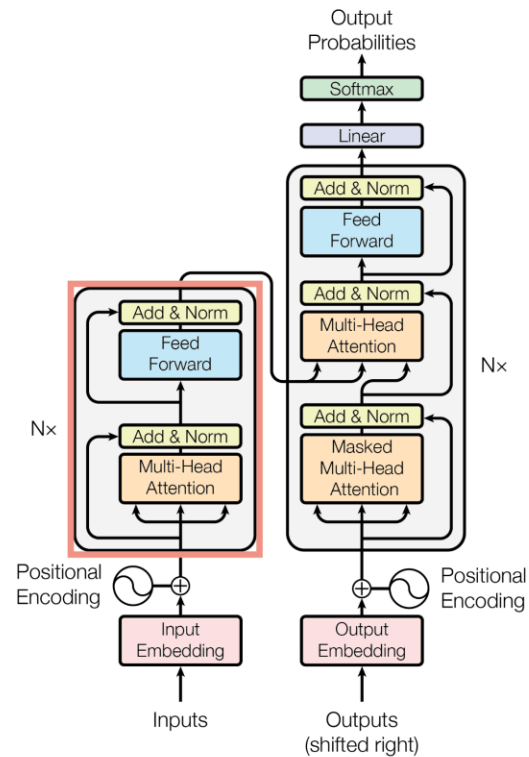 Output
Probabilities
Softmax
Linear
Add & Norm
Feed
Forward
Add & Norm
Multi-Head
Attention
Add & Norm
Masked
Multi-Head
Attention
N×
Positional
Encoding
Output
Embedding
Outputs
(shifted right)
Add & Norm
Feed
Forward
Add & Norm
Multi-Head
Attention
N×
Positional
Encoding
Input
Embedding
Inputs